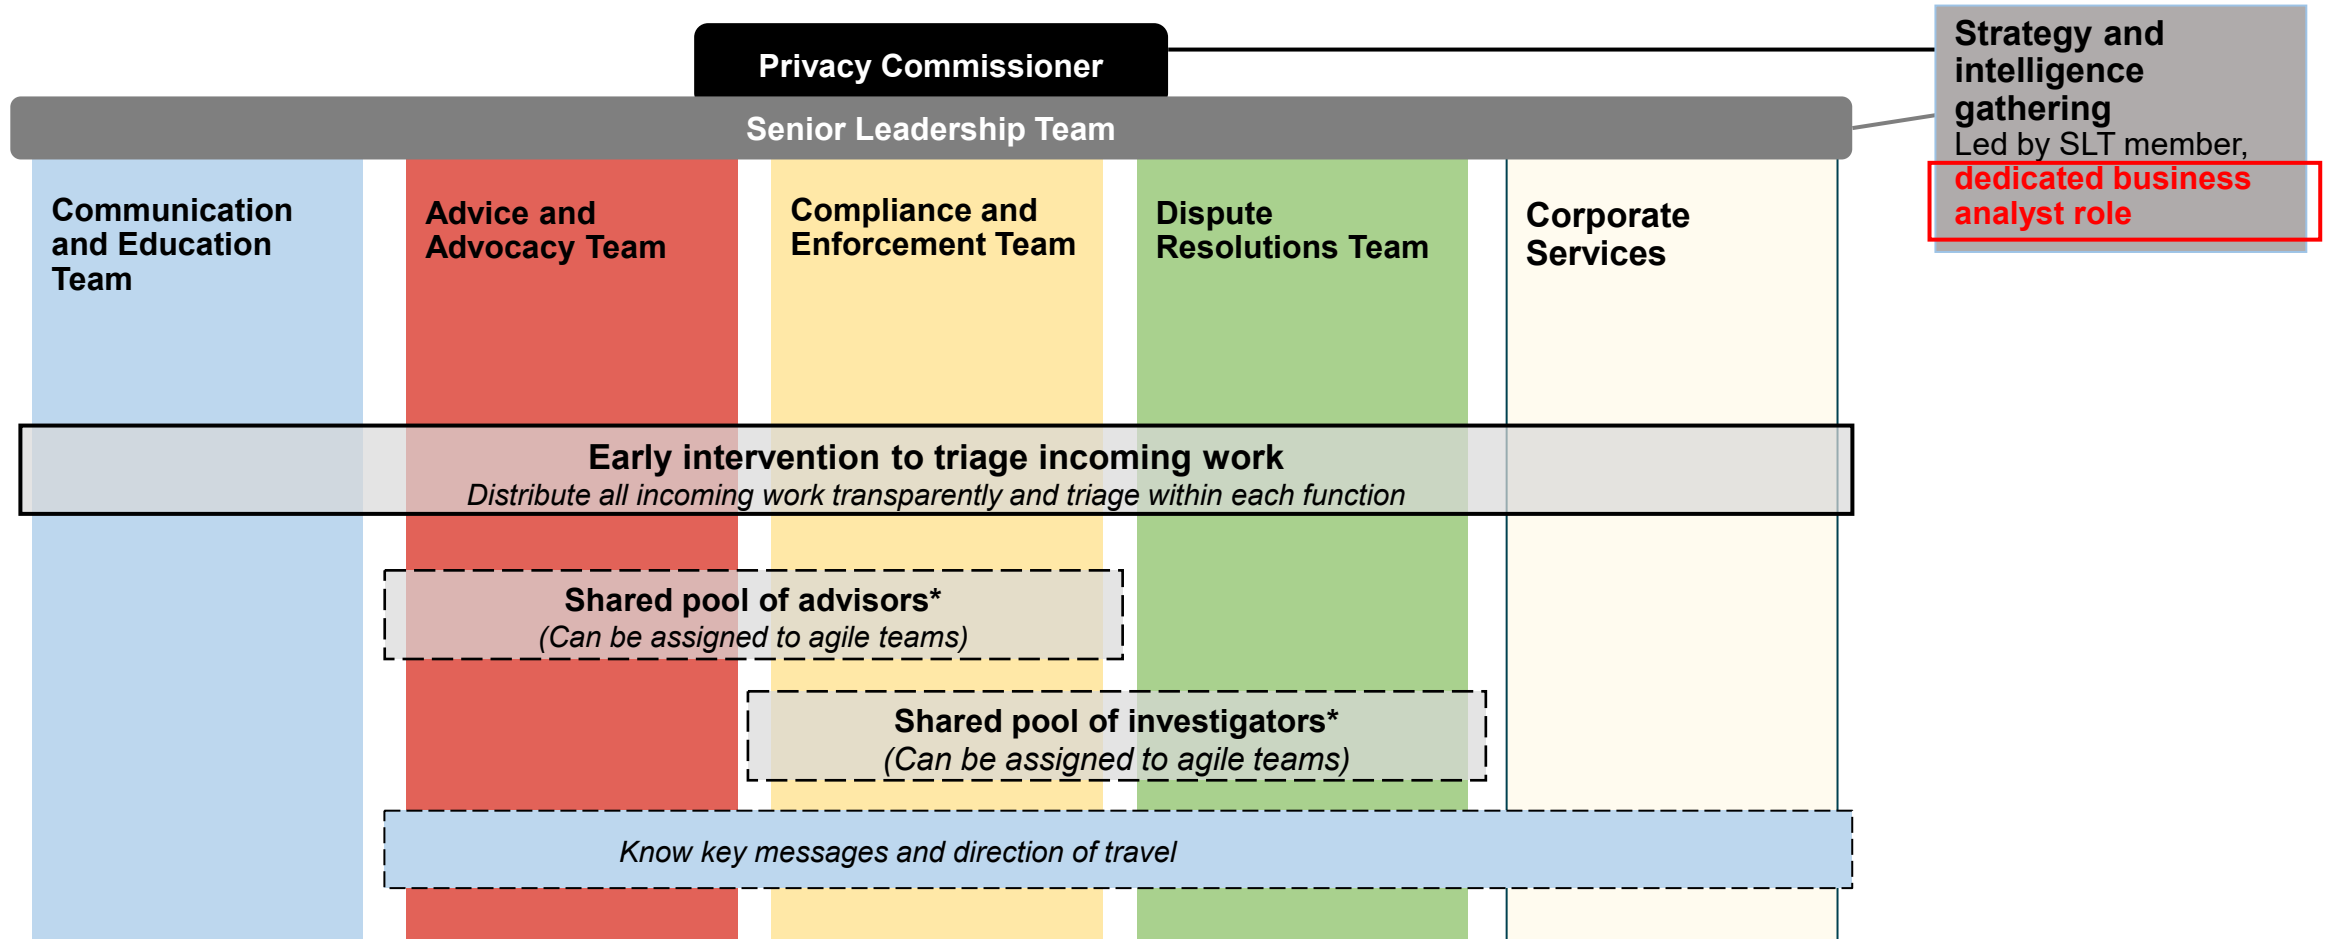 Privacy Commissioner
Senior Leadership Team
Strategy and
intelligence
gathering
Led by SLT member,
dedicated business
analyst role
Communication
and Education
Team
Advice and
Advocacy Team
Compliance and
Enforcement Team
Dispute
Resolutions Team
Corporate
Services
Early intervention to triage incoming work
Distribute all incoming work transparently and triage within each function
Shared pool of advisors*
(Can be assigned to agile teams)
Shared pool of investigators*
(Can be assigned to agile teams)
Know key messages and direction of travel